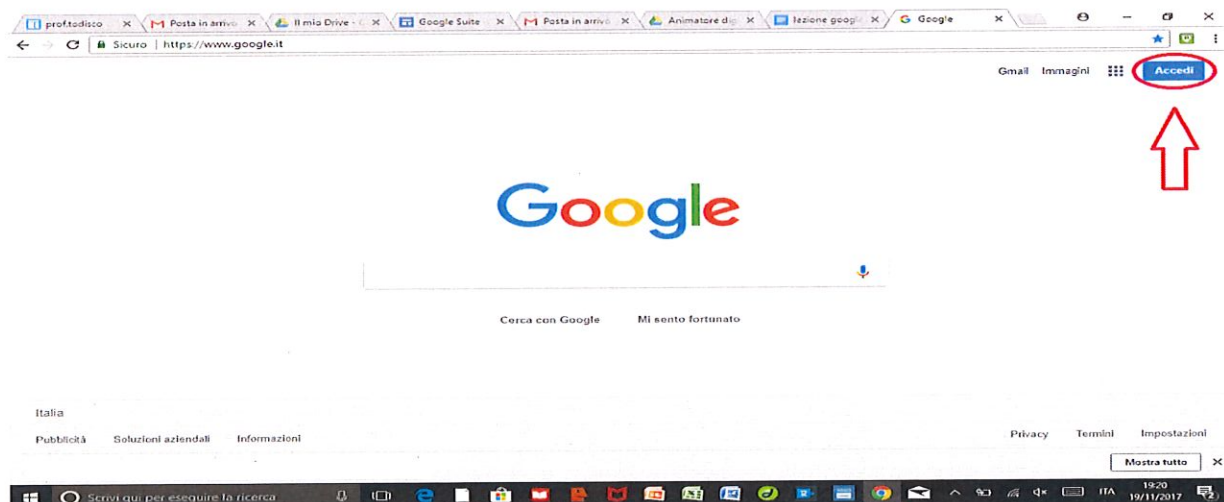 prof.todisco Posta in arrivo Il mio Drive - Google Suite Posta in arrivo Animatore dig lezione googl Google
Sicuro | https://www.google.it
Gmail Immagini Accedi
Google
Cerca con Google Mi sento fortunato
Italia
Pubblicità Soluzioni aziendali Informazioni Privacy Termini Impostazioni
Mostra tutto
Scrivi qui per eseguire la ricerca ITA 19:20
19/11/2017